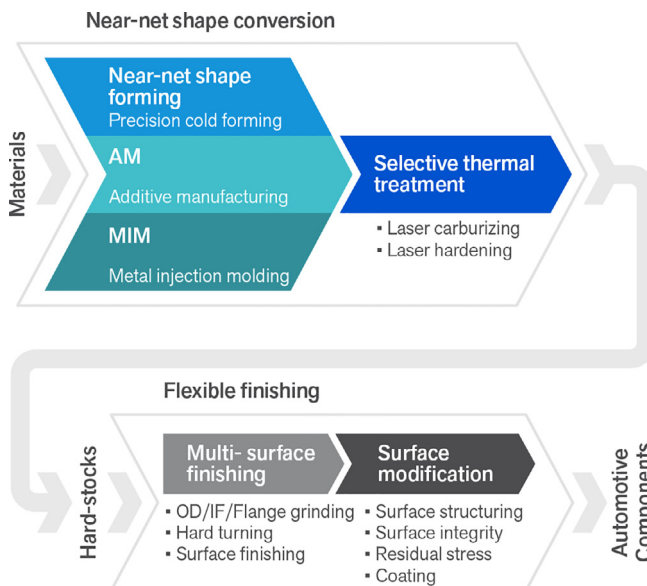 Near-net shape conversion
Materials
Near-net shape
forming
Precision cold forming
AM
Additive manufacturing
MIM
Metal injection molding
Selective thermal
treatment
▪ Laser carburizing
▪ Laser hardening
Flexible finishing
Hard-stocks
Multi- surface
finishing
▪ OD/IF/Flange grinding
▪ Hard turning
▪ Surface finishing
Surface
modification
▪ Surface structuring
▪ Surface integrity
▪ Residual stress
▪ Coating
Automotive
Components